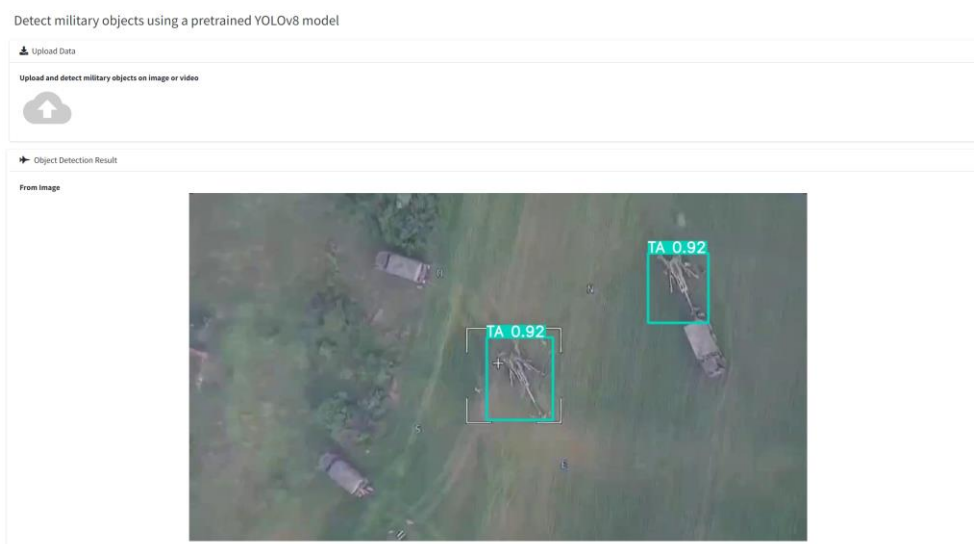 Detect military objects using a pretrained YOLOv8 model
Upload Data
Upload and detect military objects on image or video
Object Detection Result
From Image
TA 0.92
TA 0.92
N
S
E